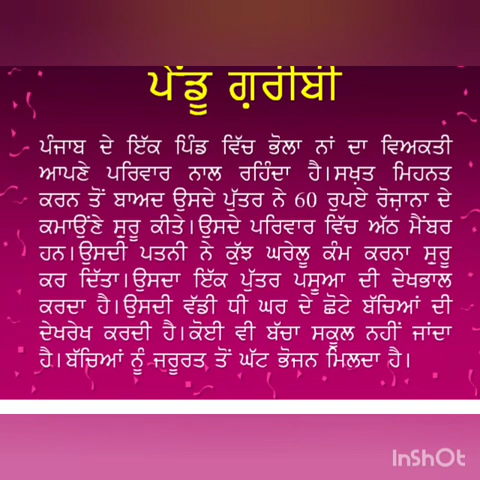 ਪੇਂਡੂ ਗ਼ਰੀਬੀ
ਪੰਜਾਬ ਦੇ ਇੱਕ ਪਿੰਡ ਵਿੱਚ ਭੋਲਾ ਨਾਂ ਦਾ ਵਿਅਕਤੀ
ਆਪਣੇ ਪਰਿਵਾਰ ਨਾਲ ਰਹਿੰਦਾ ਹੈ।ਸਖ਼ਤ ਮਿਹਨਤ
ਕਰਨ ਤੋਂ ਬਾਅਦ ਉਸਦੇ ਪੁੱਤਰ ਨੇ 60 ਰੁਪਏ ਰੋਜ਼ਾਨਾ ਦੇ
ਕਮਾਉਂਣੇ ਸ਼ੁਰੂ ਕੀਤੇ।ਉਸਦੇ ਪਰਿਵਾਰ ਵਿੱਚ ਅੱਠ ਮੈਂਬਰ
ਹਨ।ਉਸਦੀ ਪਤਨੀ ਨੇ ਕੁੱਝ ਘਰੇਲੂ ਕੰਮ ਕਰਨਾ ਸ਼ੁਰੂ
ਕਰ ਦਿੱਤਾ।ਉਸਦਾ ਇੱਕ ਪੁੱਤਰ ਪਸ਼ੂਆ ਦੀ ਦੇਖਭਾਲ
ਕਰਦਾ ਹੈ।ਉਸਦੀ ਵੱਡੀ ਧੀ ਘਰ ਦੇ ਛੋਟੇ ਬੱਚਿਆਂ ਦੀ
ਦੇਖਰੇਖ ਕਰਦੀ ਹੈ।ਕੋਈ ਵੀ ਬੱਚਾ ਸਕੂਲ ਨਹੀਂ ਜਾਂਦਾ
ਹੈ।ਬੱਚਿਆਂ ਨੂੰ ਜਰੂਰਤ ਤੋਂ ਘੱਟ ਭੋਜਨ ਮਿਲਦਾ ਹੈ।
InShOt